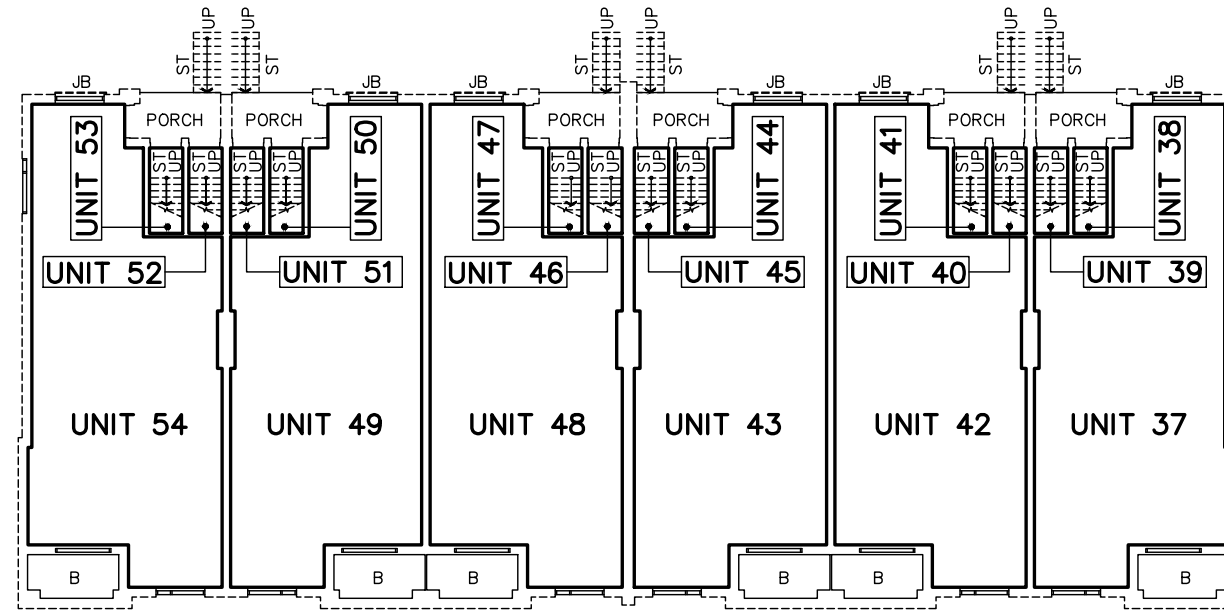 UP UP UP UP UP UP
ST ST ST ST ST ST
JB JB JB JB JB JB
PORCH PORCH PORCH PORCH PORCH PORCH
UNIT 53
UNIT 50
UNIT 47
UNIT 44
UNIT 41
UNIT 38
ST ST ST ST ST ST ST ST ST ST ST ST
UP UP UP UP UP UP UP UP UP UP UP UP
UNIT 52 UNIT 51 UNIT 46 UNIT 45 UNIT 40 UNIT 39
UNIT 54 UNIT 49 UNIT 48 UNIT 43 UNIT 42 UNIT 37
B B B B B B